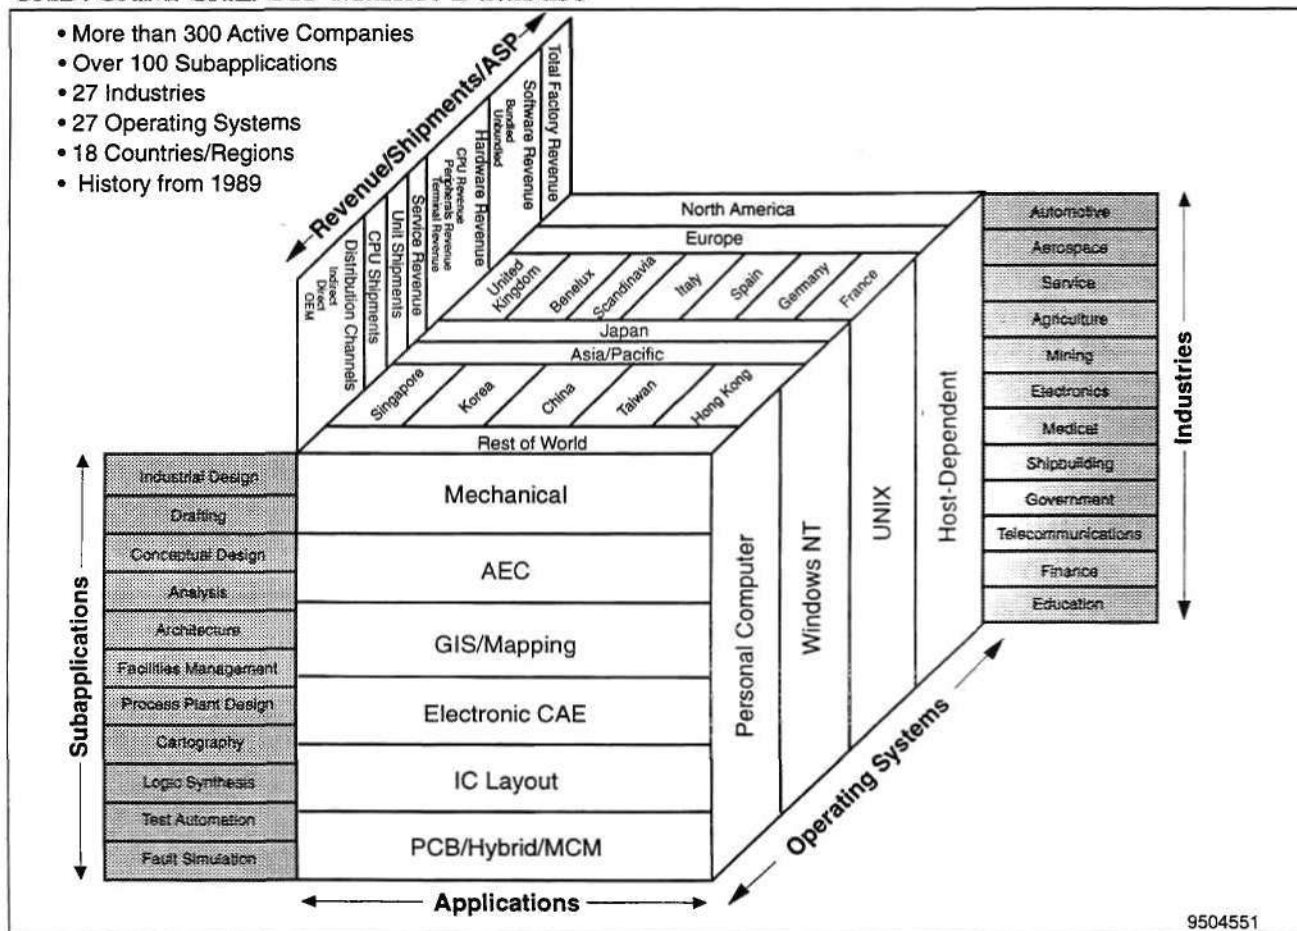 • More than 300 Active Companies
• Over 100 Subapplications
• 27 Industries
• 27 Operating Systems
• 18 Countries/Regions
• History from 1989
Revenue/Shipments/ASP
Total Factory Revenue
Software Revenue
Bundled
Unbundled
Hardware Revenue
CPU Revenue
Peripherals Revenue
Terminal Revenue
Service Revenue
Unit Shipments
CPU Shipments
Distribution Channels
Indirect
Direct
OEM
North America
Europe
United
Kingdom
Benelux
Scandinavia
Italy
Spain
Germany
France
Japan
Asia/Pacific
Singapore
Korea
China
Taiwan
Hong Kong
Rest of World
Subapplications
Industrial Design
Drafting
Conceptual Design
Analysis
Architecture
Facilities Management
Process Plant Design
Cartography
Logic Synthesis
Test Automation
Fault Simulation
Mechanical
AEC
GIS/Mapping
Electronic CAE
IC Layout
PCB/Hybrid/MCM
Applications
Personal Computer
Windows NT
UNIX
Host-Dependent
Operating Systems
Automotive
Aerospace
Service
Agriculture
Mining
Electronics
Medical
Shipbuilding
Government
Telecommunications
Finance
Education
Industries
9504551